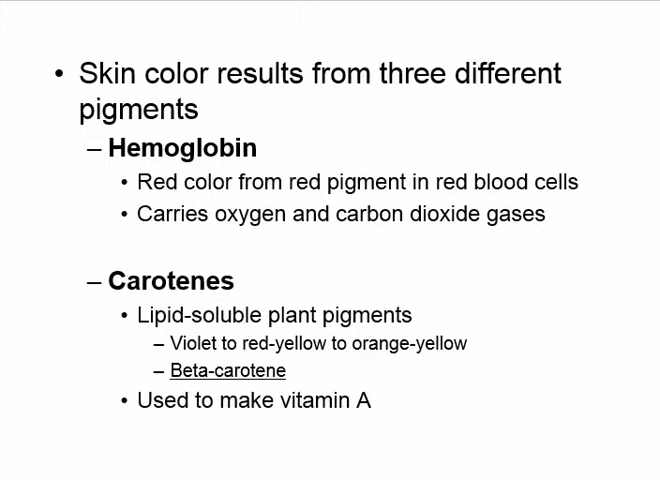 • Skin color results from three different
pigments
– Hemoglobin
• Red color from red pigment in red blood cells
• Carries oxygen and carbon dioxide gases
– Carotenes
• Lipid-soluble plant pigments
– Violet to red-yellow to orange-yellow
– Beta-carotene
• Used to make vitamin A